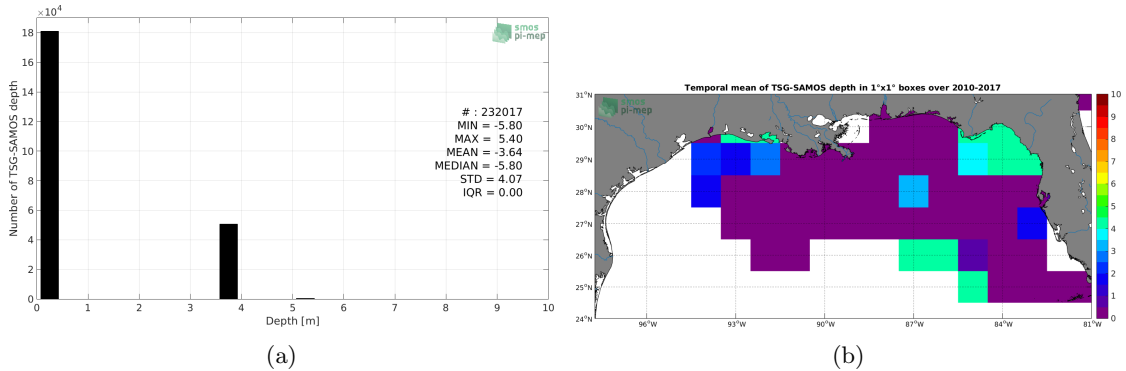 ×10⁴
18
16
14
12
10
8
6
4
2
0
Number of TSG-SAMOS depth
smos
pi-mep
# : 232017
MIN = -5.80
MAX = 5.40
MEAN = -3.64
MEDIAN = -5.80
STD = 4.07
IQR = 0.00
0 1 2 3 4 5 6 7 8 9 10
Depth [m]
(a)
Temporal mean of TSG-SAMOS depth in 1°x1° boxes over 2010-2017
smos
pi-mep
31°N
30°N
29°N
28°N
27°N
26°N
25°N
24°N
96°W 93°W 90°W 87°W 84°W 81°W
10
9
8
7
6
5
4
3
2
1
0
(b)